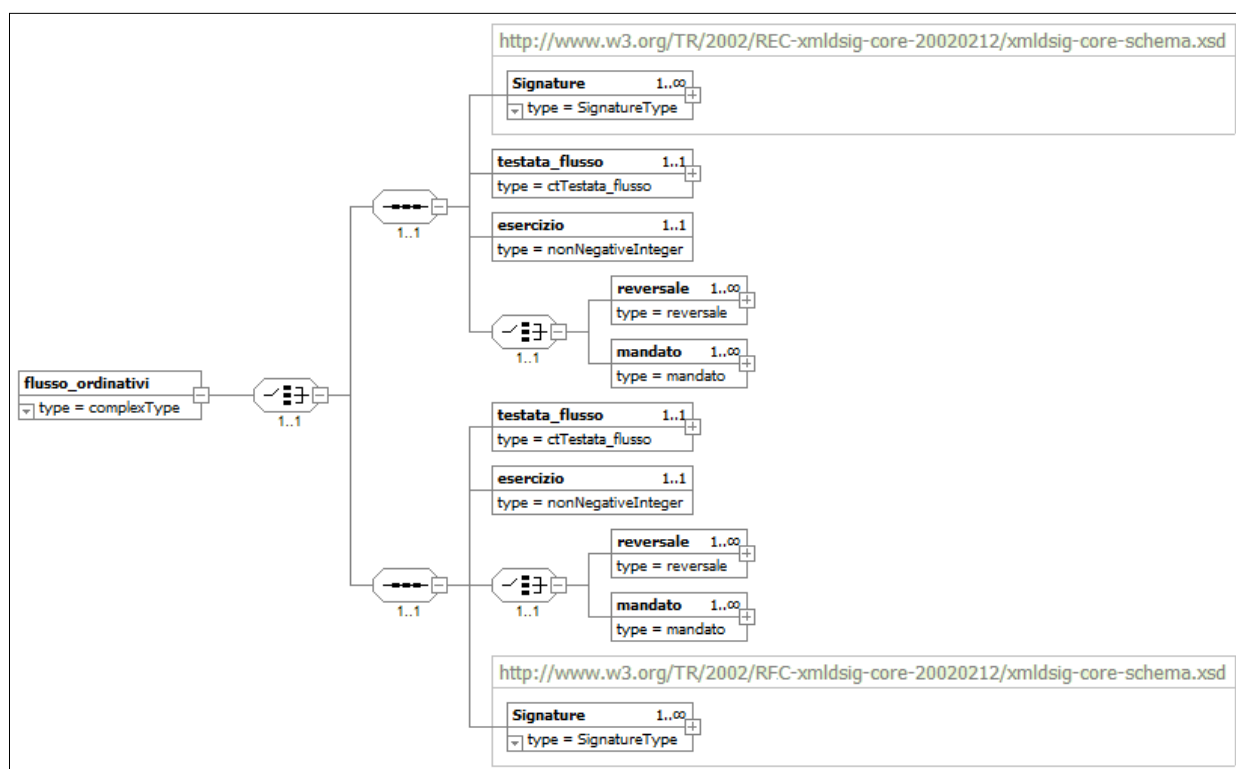 http://www.w3.org/TR/2002/REC-xmldsig-core-20020212/xmldsig-core-schema.xsd
Signature 1..∞
type = SignatureType
testata_flusso 1..1
type = ctTestata_flusso
1..1
esercizio 1..1
type = nonNegativeInteger
reversale 1..∞
type = reversale
1..1
mandato 1..∞
type = mandato
flusso_ordinativi
type = complexType
1..1
testata_flusso 1..1
type = ctTestata_flusso
esercizio 1..1
type = nonNegativeInteger
reversale 1..∞
type = reversale
1..1
1..1
mandato 1..∞
type = mandato
http://www.w3.org/TR/2002/RFC-xmldsig-core-20020212/xmldsig-core-schema.xsd
Signature 1..∞
type = SignatureType